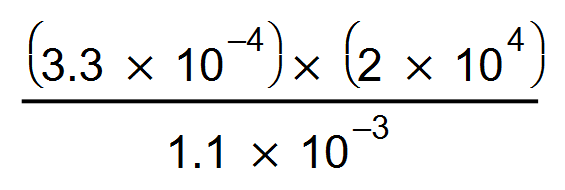 (3.3 × 10⁻⁴) × (2 × 10⁴)
1.1 × 10⁻³